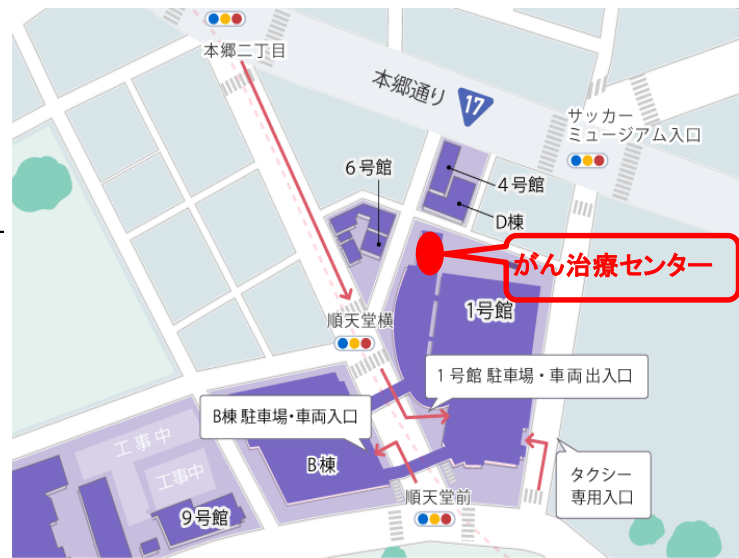 本郷二丁目
本郷通り
17
サッカー
ミュージアム入口
6号館
4号館
D棟
がん治療センター
1号館
順天堂横
1号館 駐車場・車両出入口
B棟 駐車場・車両入口
工事中
工事中
B棟
タクシー
専用入口
順天堂前
9号館